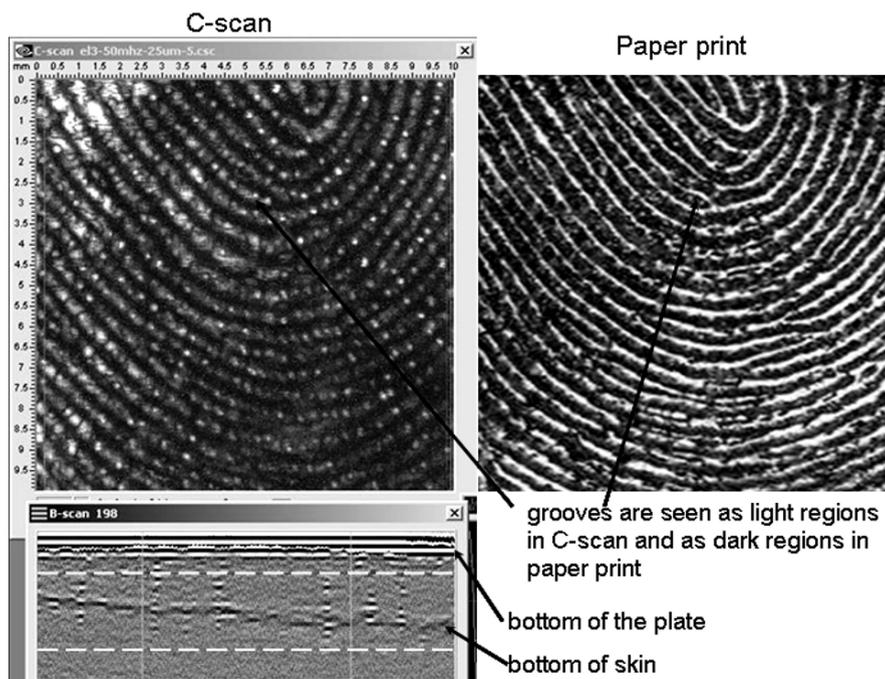 C-scan
Paper print
C-scan el3-50mhz-25um-5.csc
mm 0 0.5 1 1.5 2 2.5 3 3.5 4 4.5 5 5.5 6 6.5 7 7.5 8 8.5 9 9.5 10
0
0.5
1
1.5
2
2.5
3
3.5
4
4.5
5
5.5
6
6.5
7
7.5
8
8.5
9
9.5
grooves are seen as light regions
in C-scan and as dark regions in
paper print
B-scan 198
bottom of the plate
bottom of skin